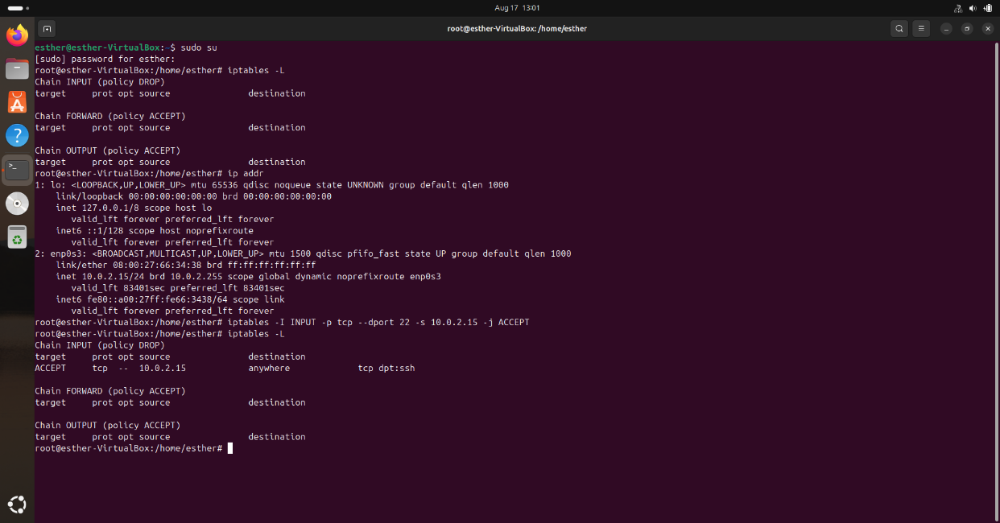 Aug 17 13:01
root@esther-VirtualBox: /home/esther
esther@esther-VirtualBox:~$ sudo su
[sudo] password for esther:
root@esther-VirtualBox:/home/esther# iptables -L
Chain INPUT (policy DROP)
target     prot opt source               destination
Chain FORWARD (policy ACCEPT)
target     prot opt source               destination
Chain OUTPUT (policy ACCEPT)
target     prot opt source               destination
root@esther-VirtualBox:/home/esther# ip addr
1: lo: <LOOPBACK,UP,LOWER_UP> mtu 65536 qdisc noqueue state UNKNOWN group default qlen 1000
    link/loopback 00:00:00:00:00:00 brd 00:00:00:00:00:00
    inet 127.0.0.1/8 scope host lo
       valid_lft forever preferred_lft forever
    inet6 ::1/128 scope host noprefixroute
       valid_lft forever preferred_lft forever
2: enp0s3: <BROADCAST,MULTICAST,UP,LOWER_UP> mtu 1500 qdisc pfifo_fast state UP group default qlen 1000
    link/ether 08:00:27:66:34:38 brd ff:ff:ff:ff:ff:ff
    inet 10.0.2.15/24 brd 10.0.2.255 scope global dynamic noprefixroute enp0s3
       valid_lft 83401sec preferred_lft 83401sec
    inet6 fe80::a00:27ff:fe66:3438/64 scope link
       valid_lft forever preferred_lft forever
root@esther-VirtualBox:/home/esther# iptables -I INPUT -p tcp --dport 22 -s 10.0.2.15 -j ACCEPT
root@esther-VirtualBox:/home/esther# iptables -L
Chain INPUT (policy DROP)
target     prot opt source               destination
ACCEPT     tcp  --  10.0.2.15            anywhere             tcp dpt:ssh
Chain FORWARD (policy ACCEPT)
target     prot opt source               destination
Chain OUTPUT (policy ACCEPT)
target     prot opt source               destination
root@esther-VirtualBox:/home/esther#